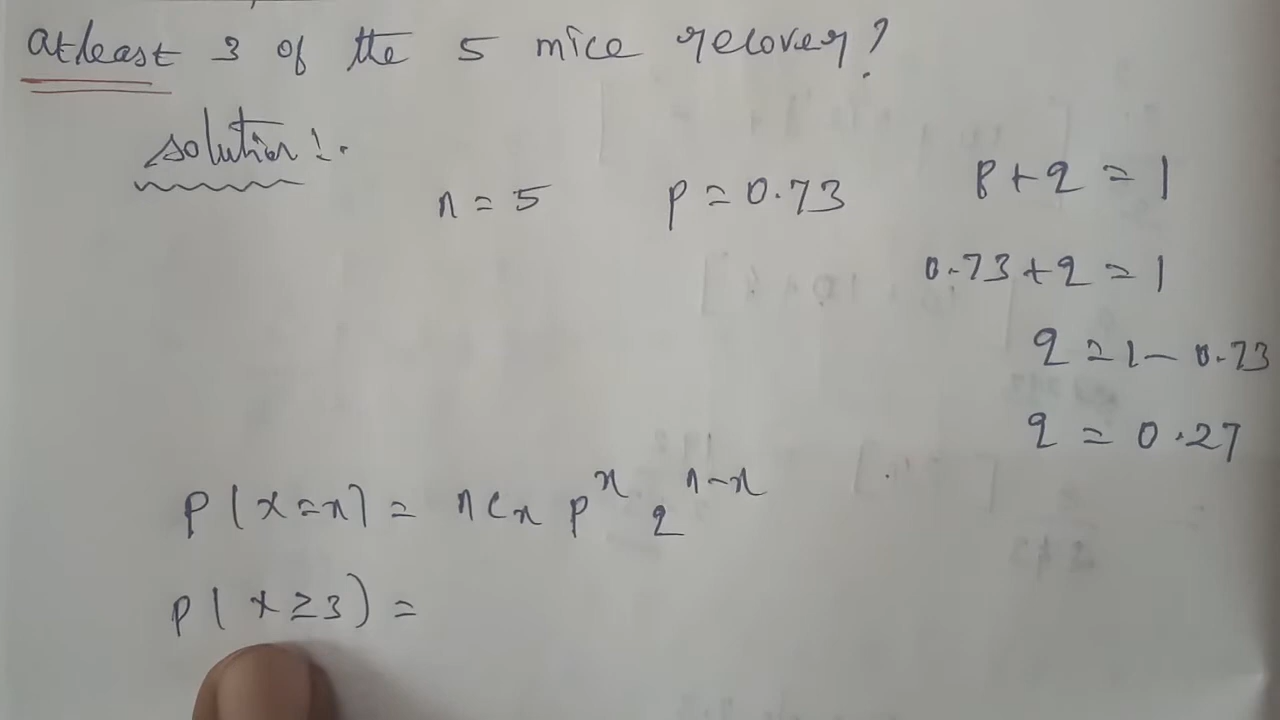 atleast 3 of the 5 mice recover?
solution:.
n = 5 p = 0.73 p + q = 1
0.73 + q = 1
q = 1 - 0.73
q = 0.27
P(X=x) = nCx p^x q^n-x
P(X≥3) =